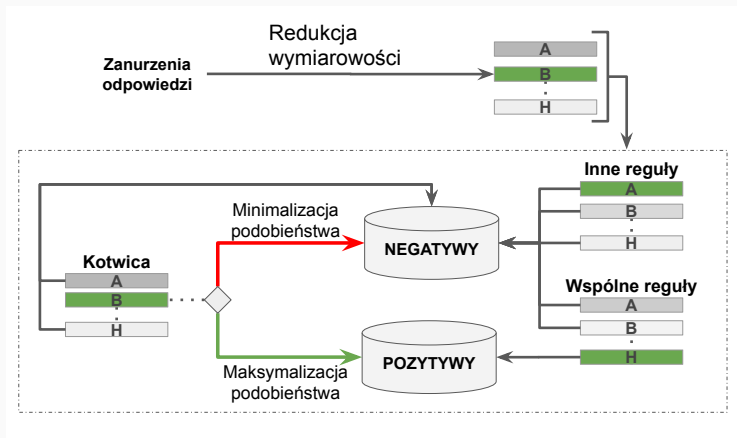 Zanurzenia
odpowiedzi
Redukcja
wymiarowości
A
B
H
Inne reguły
A
B
H
Minimalizacja
podobieństwa
NEGATYWY
Kotwica
A
B
H
Wspólne reguły
A
B
H
POZYTYWY
Maksymalizacja
podobieństwa